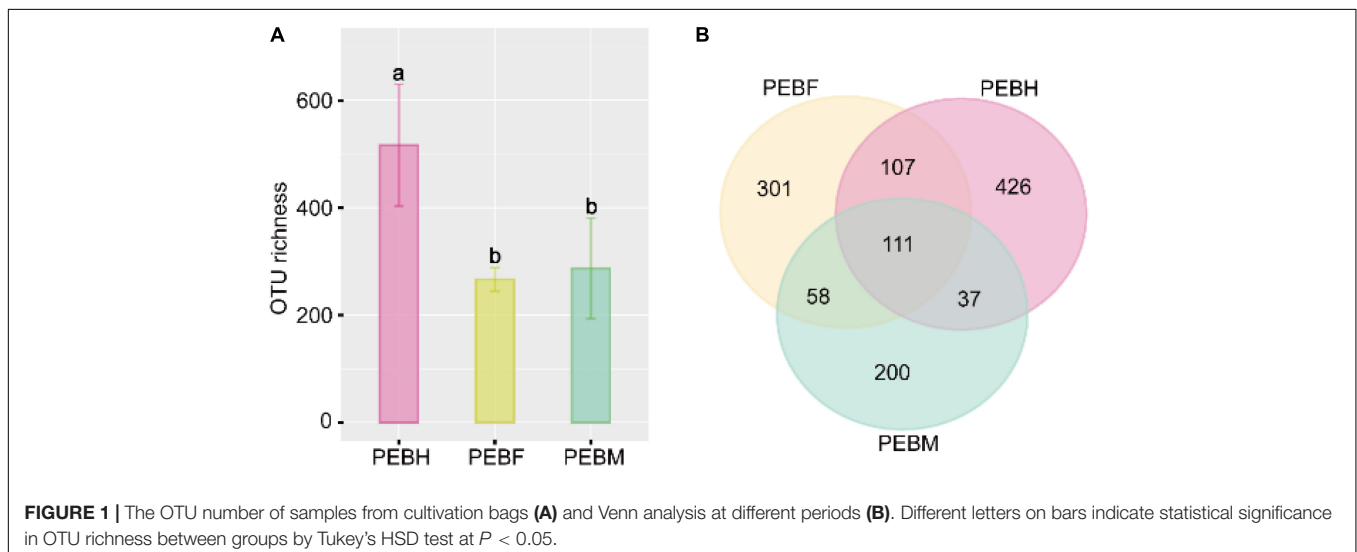 A
B
a
b
b
600
400
200
0
OTU richness
PEBH PEBF PEBM
PEBF
PEBH
107
301
426
111
58
37
200
PEBM
FIGURE 1 | The OTU number of samples from cultivation bags (A) and Venn analysis at different periods (B). Different letters on bars indicate statistical significance
in OTU richness between groups by Tukey's HSD test at P < 0.05.